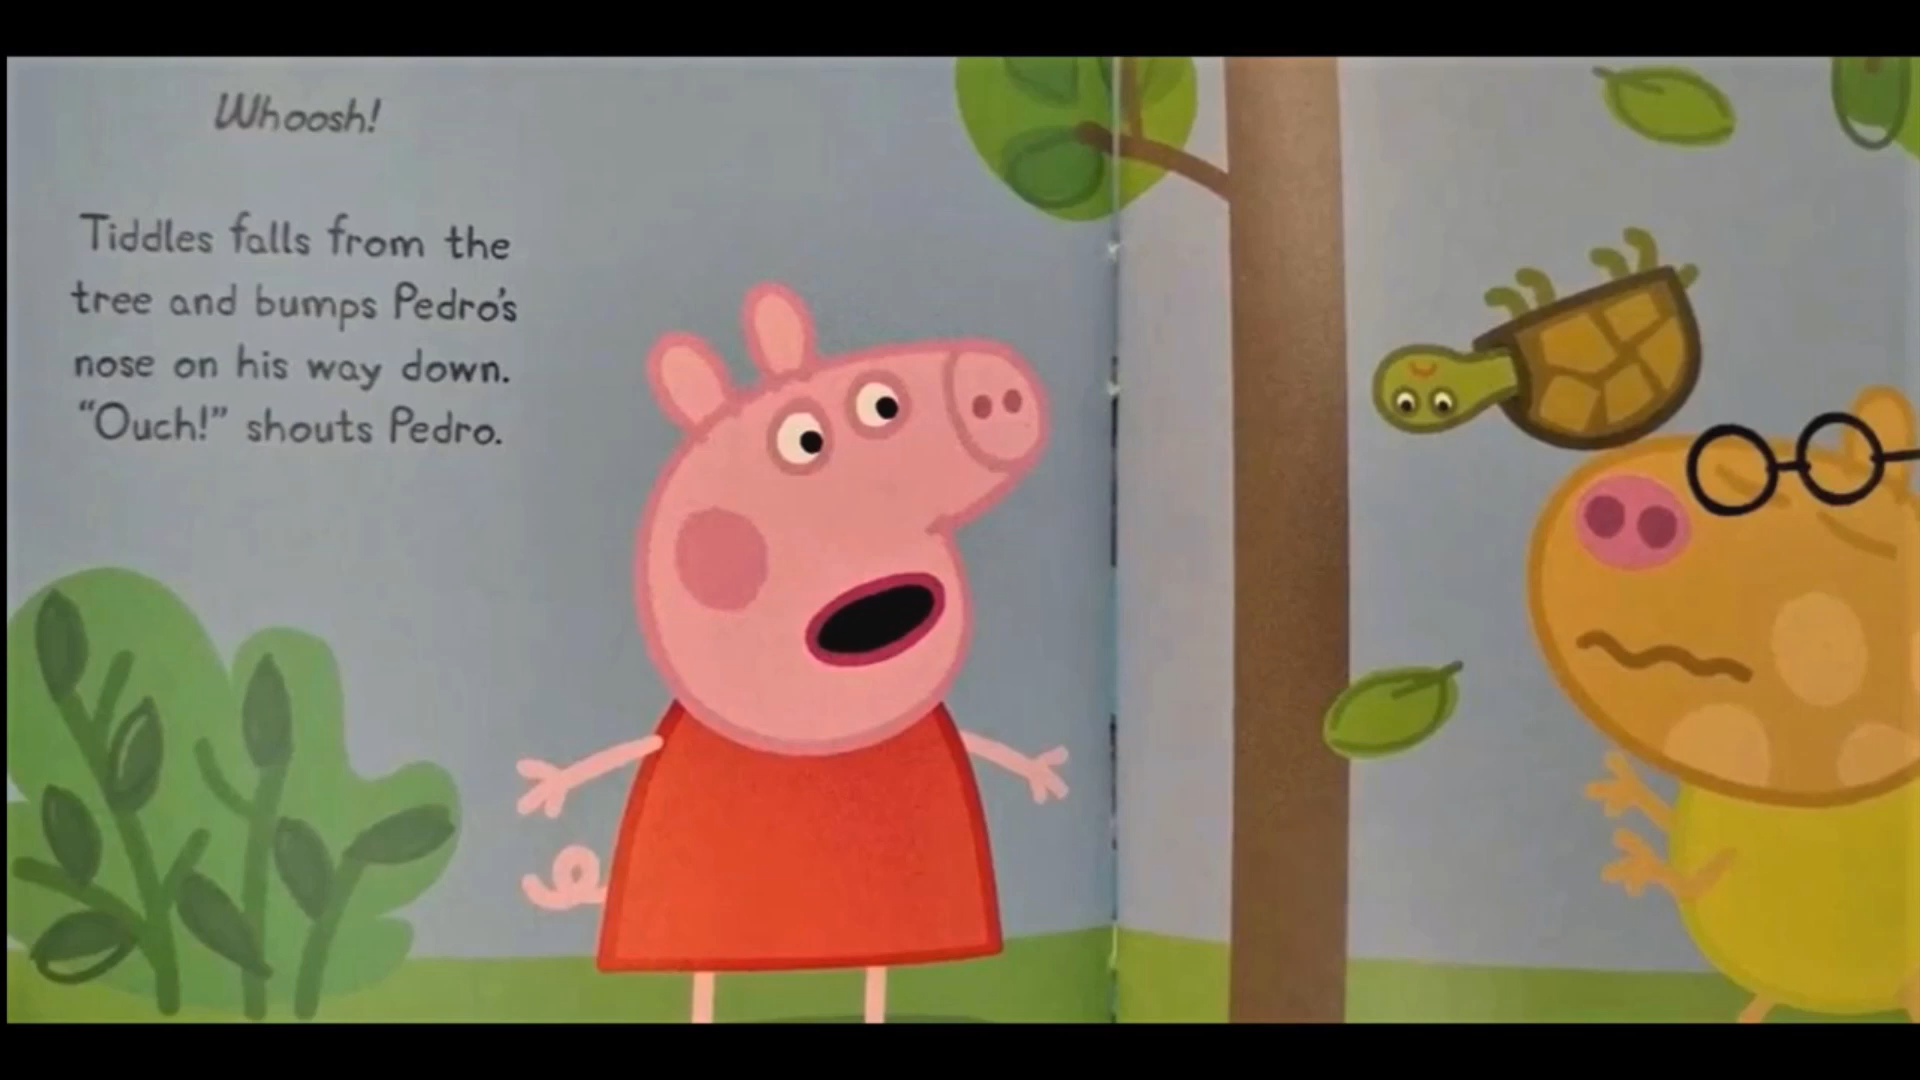 Whoosh!
Tiddles falls from the
tree and bumps Pedro's
nose on his way down.
“Ouch!” shouts Pedro.